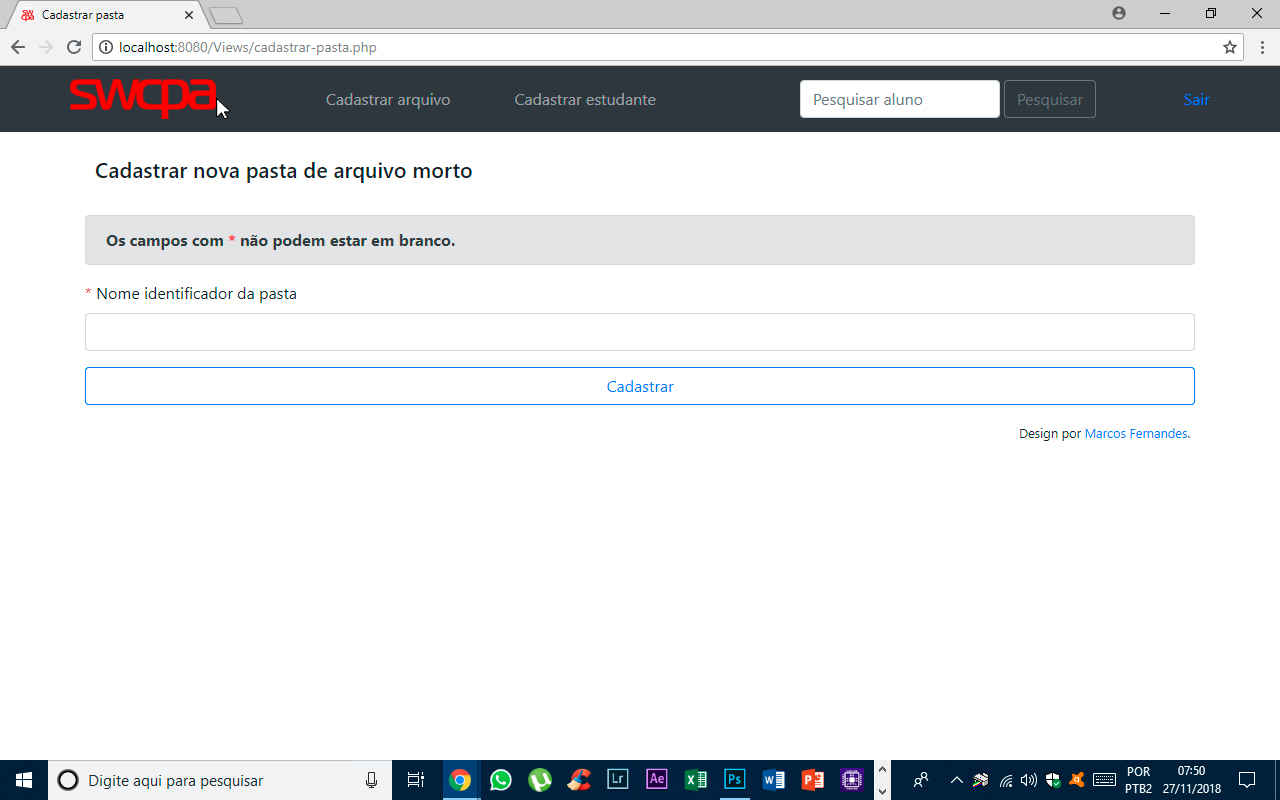 Cadastrar pasta
localhost:8080/Views/cadastrar-pasta.php
swcpa Cadastrar arquivo Cadastrar estudante Pesquisar aluno Pesquisar Sair
Cadastrar nova pasta de arquivo morto
Os campos com * não podem estar em branco.
* Nome identificador da pasta
Cadastrar
Design por Marcos Fernandes.
Digite aqui para pesquisar
Lr Ae Ps
POR 07:50
PTB2 27/11/2018